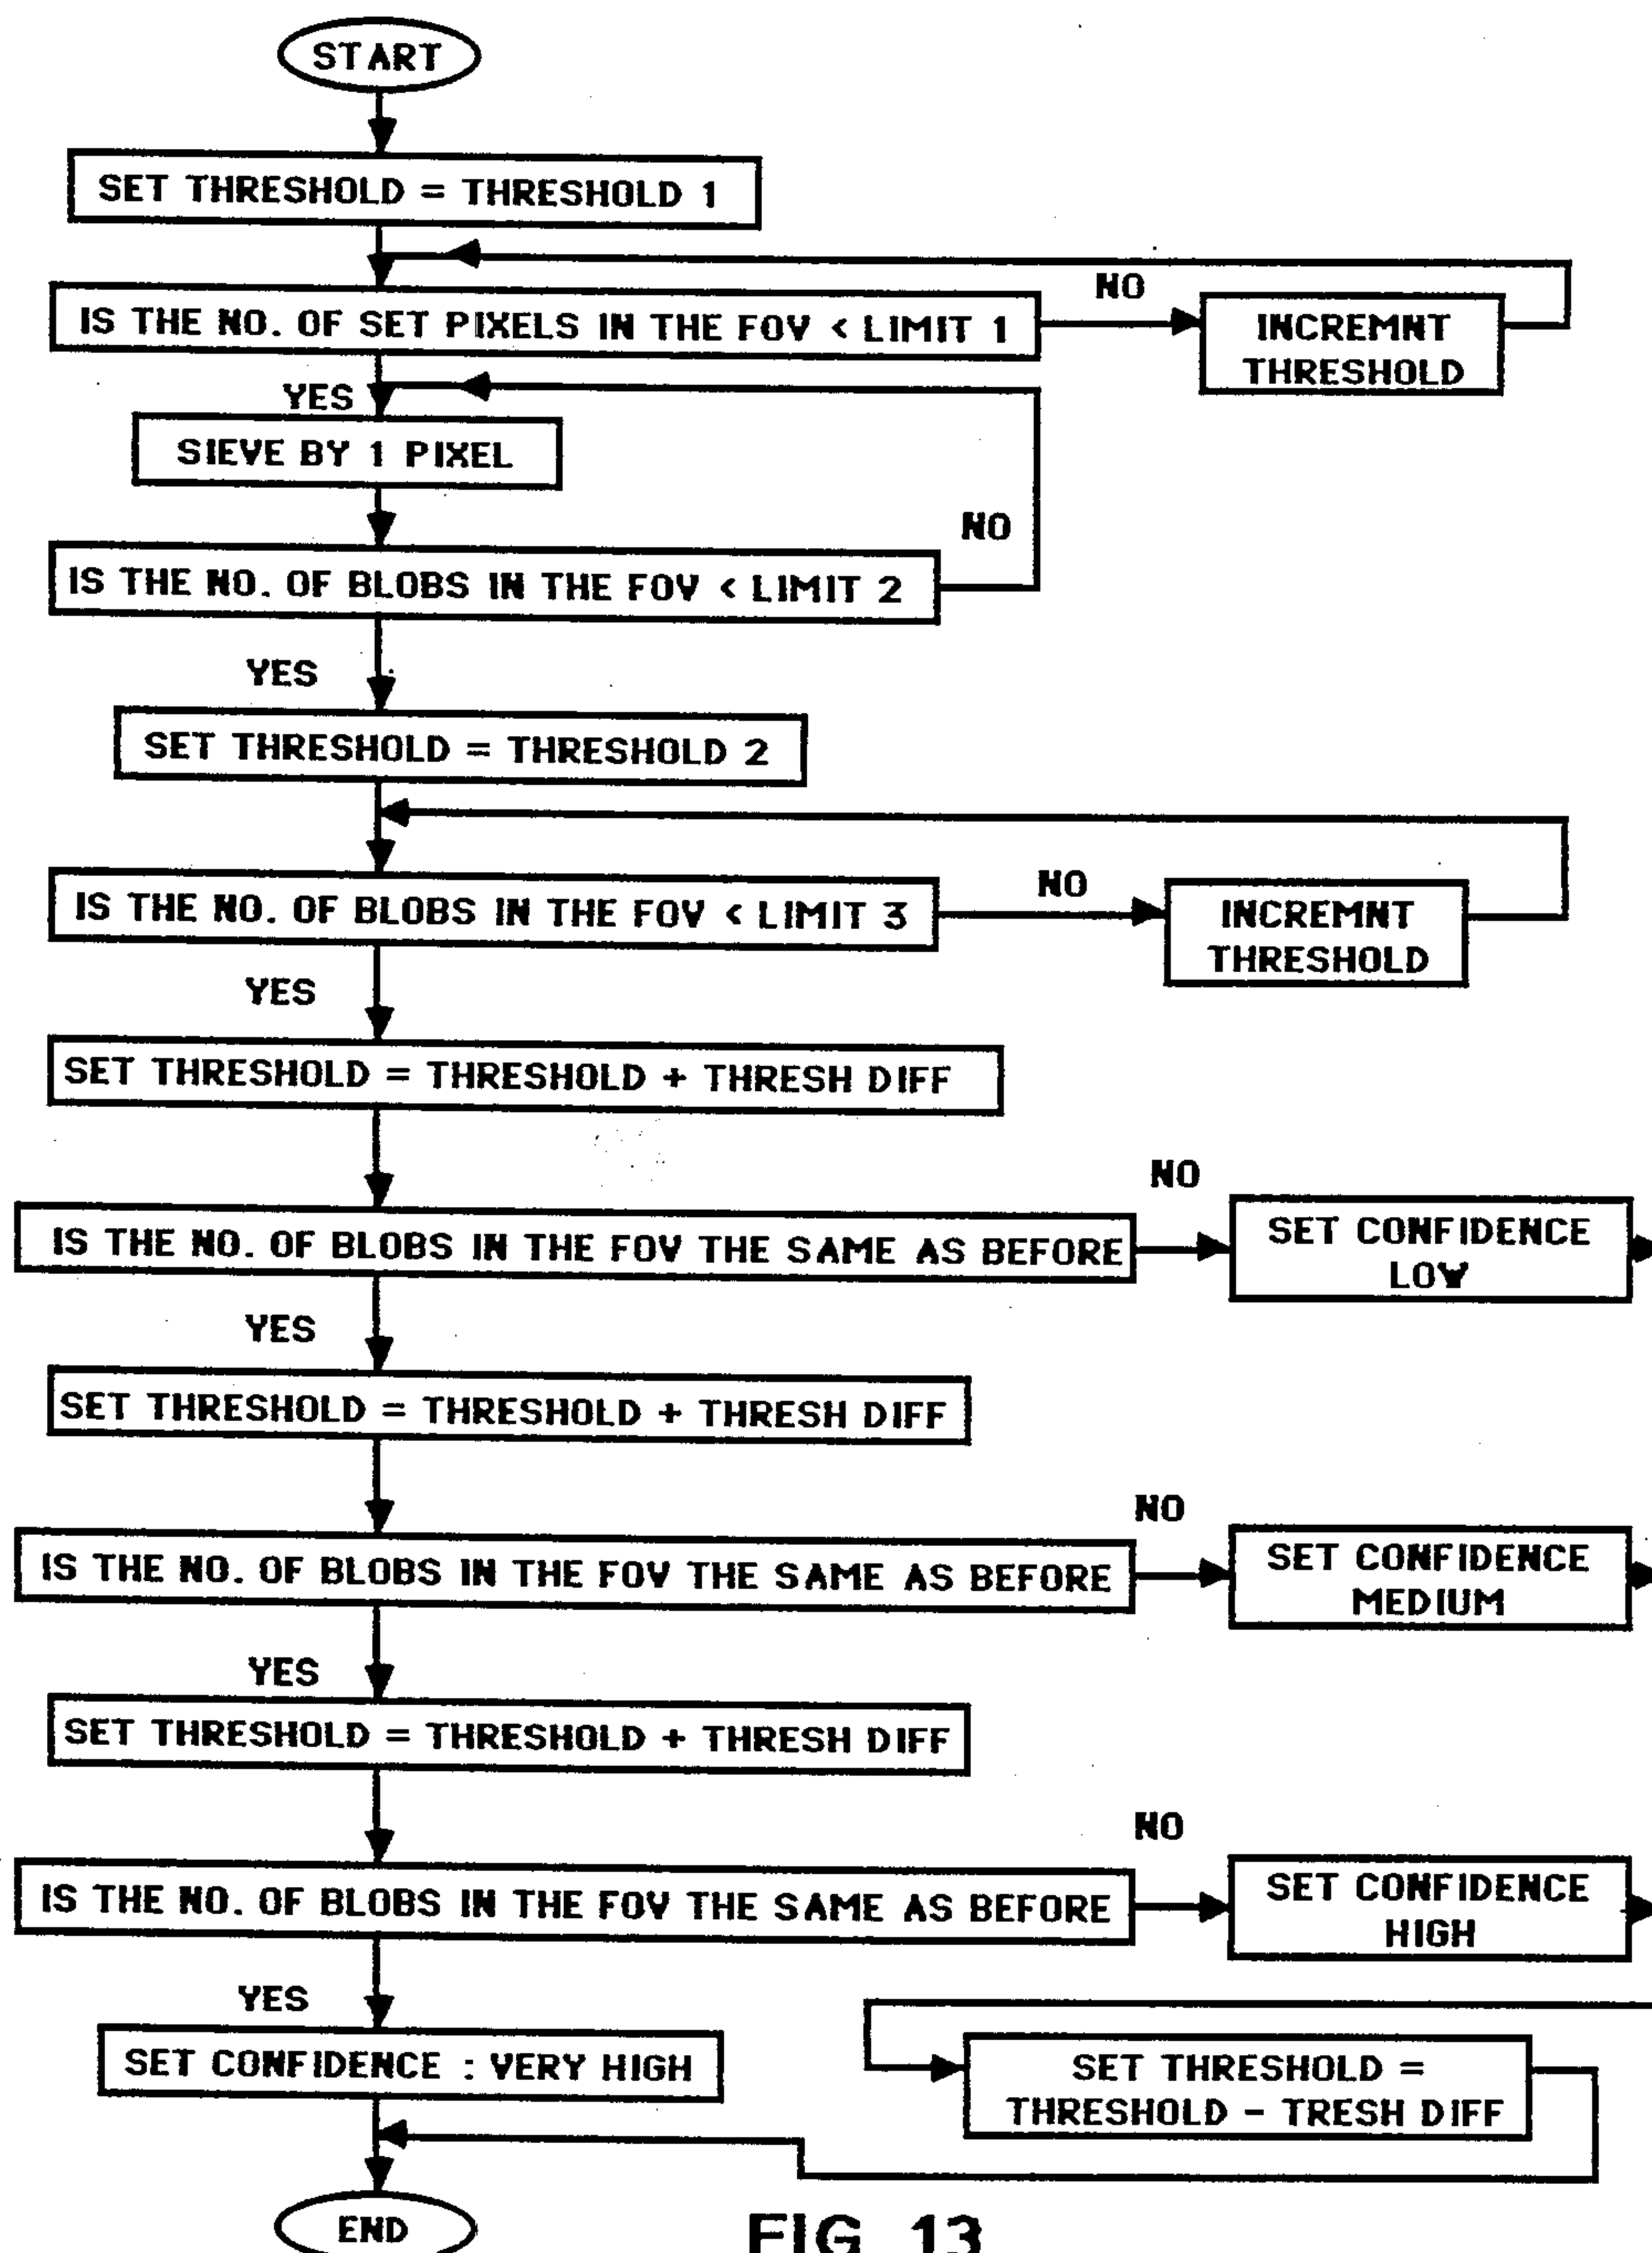 START
SET THRESHOLD = THRESHOLD 1
NO
IS THE NO. OF SET PIXELS IN THE FOV < LIMIT 1
INCREMNT
THRESHOLD
YES
SIEVE BY 1 PIXEL
NO
IS THE NO. OF BLOBS IN THE FOV < LIMIT 2
YES
SET THRESHOLD = THRESHOLD 2
NO
IS THE NO. OF BLOBS IN THE FOV < LIMIT 3
INCREMNT
THRESHOLD
YES
SET THRESHOLD = THRESHOLD + THRESH DIFF
NO
IS THE NO. OF BLOBS IN THE FOV THE SAME AS BEFORE
SET CONFIDENCE
LOW
YES
SET THRESHOLD = THRESHOLD + THRESH DIFF
NO
IS THE NO. OF BLOBS IN THE FOV THE SAME AS BEFORE
SET CONFIDENCE
MEDIUM
YES
SET THRESHOLD = THRESHOLD + THRESH DIFF
NO
IS THE NO. OF BLOBS IN THE FOV THE SAME AS BEFORE
SET CONFIDENCE
HIGH
YES
SET CONFIDENCE : VERY HIGH
SET THRESHOLD =
THRESHOLD - TRESH DIFF
END
FIG 13